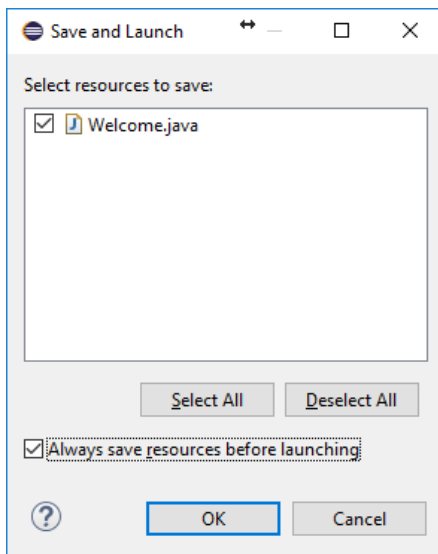 Save and Launch
Select resources to save:
Welcome.java
Select All Deselect All
Always save resources before launching
OK Cancel